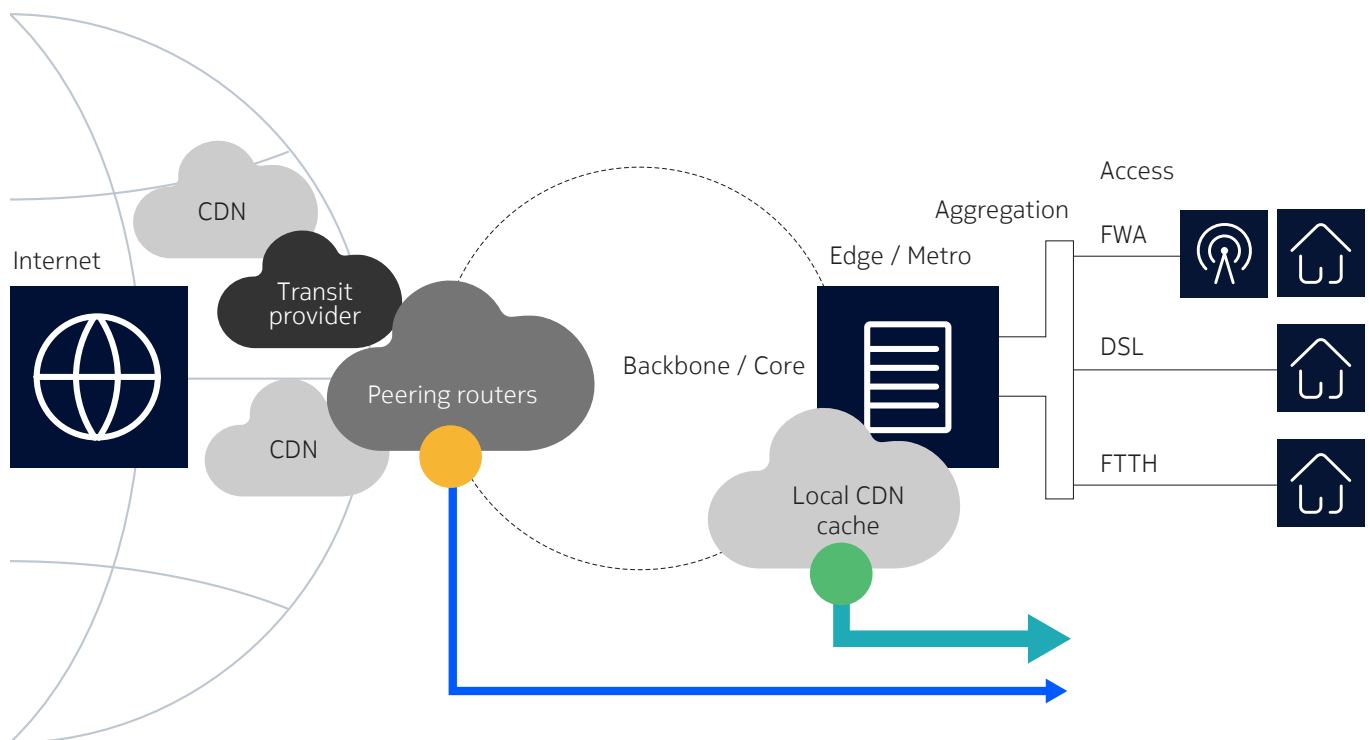 CDN
Internet
Transit
provider
CDN
Peering routers
Backbone / Core
Edge / Metro
Local CDN
cache
Aggregation
Access
FWA
DSL
FTTH